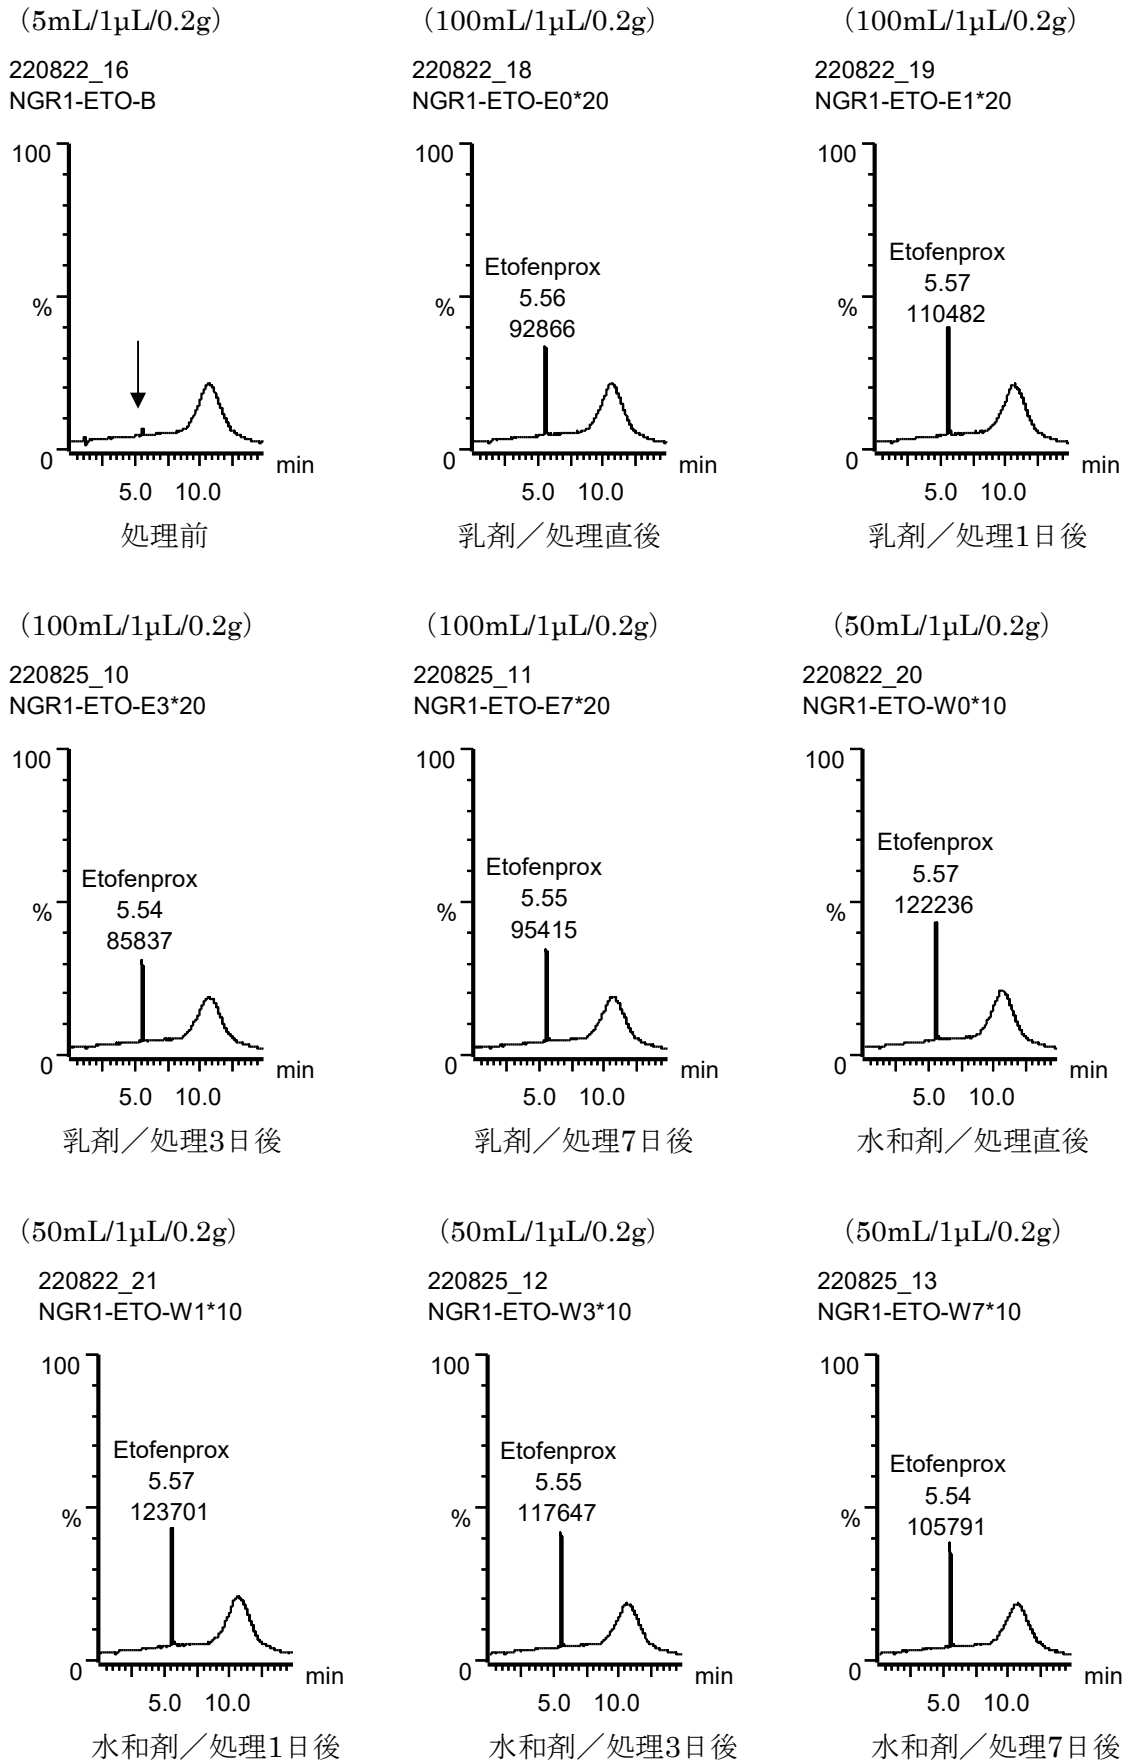 (5mL/1μL/0.2g)
220822_16
NGR1-ETO-B
100
%
0
min
5.0 10.0
処理前
(100mL/1μL/0.2g)
220822_18
NGR1-ETO-E0*20
100
Etofenprox
5.56
92866
%
0
min
5.0 10.0
乳剤／処理直後
(100mL/1μL/0.2g)
220822_19
NGR1-ETO-E1*20
100
Etofenprox
5.57
110482
%
0
min
5.0 10.0
乳剤／処理1日後
(100mL/1μL/0.2g)
220825_10
NGR1-ETO-E3*20
100
Etofenprox
5.54
85837
%
0
min
5.0 10.0
乳剤／処理3日後
(100mL/1μL/0.2g)
220825_11
NGR1-ETO-E7*20
100
Etofenprox
5.55
95415
%
0
min
5.0 10.0
乳剤／処理7日後
(50mL/1μL/0.2g)
220822_20
NGR1-ETO-W0*10
100
Etofenprox
5.57
122236
%
0
min
5.0 10.0
水和剤／処理直後
(50mL/1μL/0.2g)
220822_21
NGR1-ETO-W1*10
100
Etofenprox
5.57
123701
%
0
min
5.0 10.0
水和剤／処理1日後
(50mL/1μL/0.2g)
220825_12
NGR1-ETO-W3*10
100
Etofenprox
5.55
117647
%
0
min
5.0 10.0
水和剤／処理3日後
(50mL/1μL/0.2g)
220825_13
NGR1-ETO-W7*10
100
Etofenprox
5.54
105791
%
0
min
5.0 10.0
水和剤／処理7日後